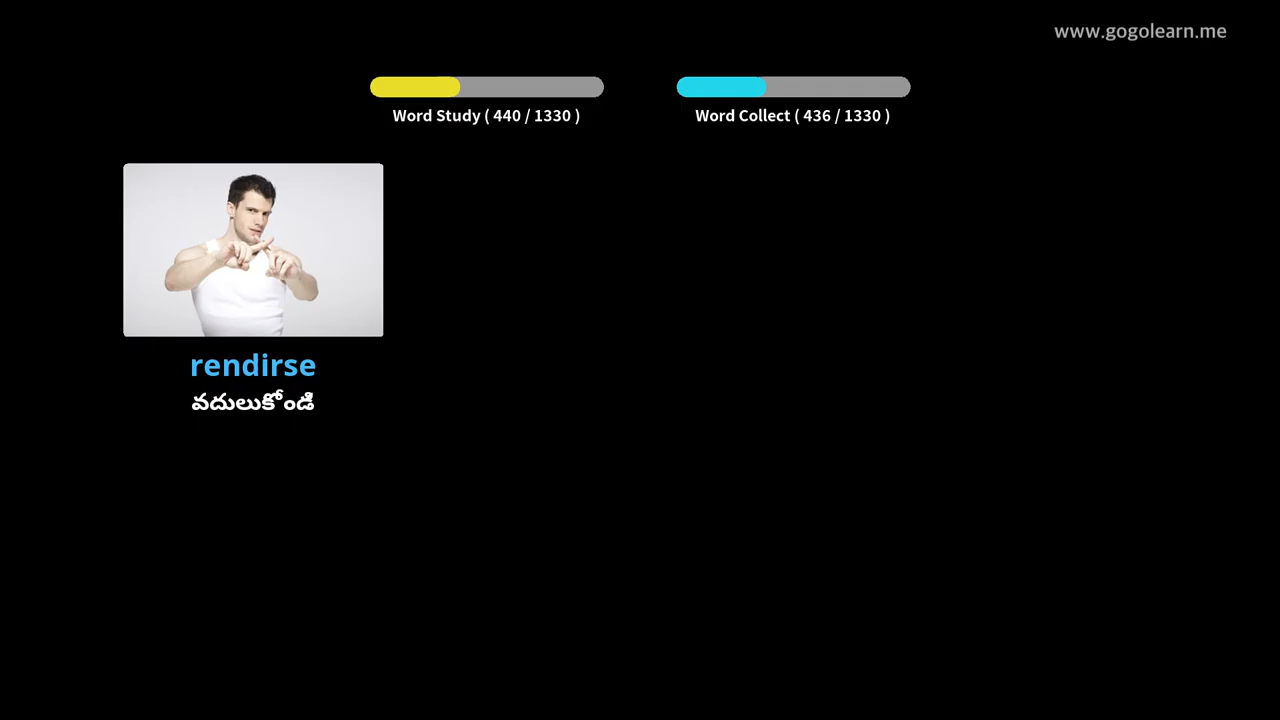 www.gogolearn.me
Word Study ( 440 / 1330 )
Word Collect ( 436 / 1330 )
rendirse
వదులుకోండి